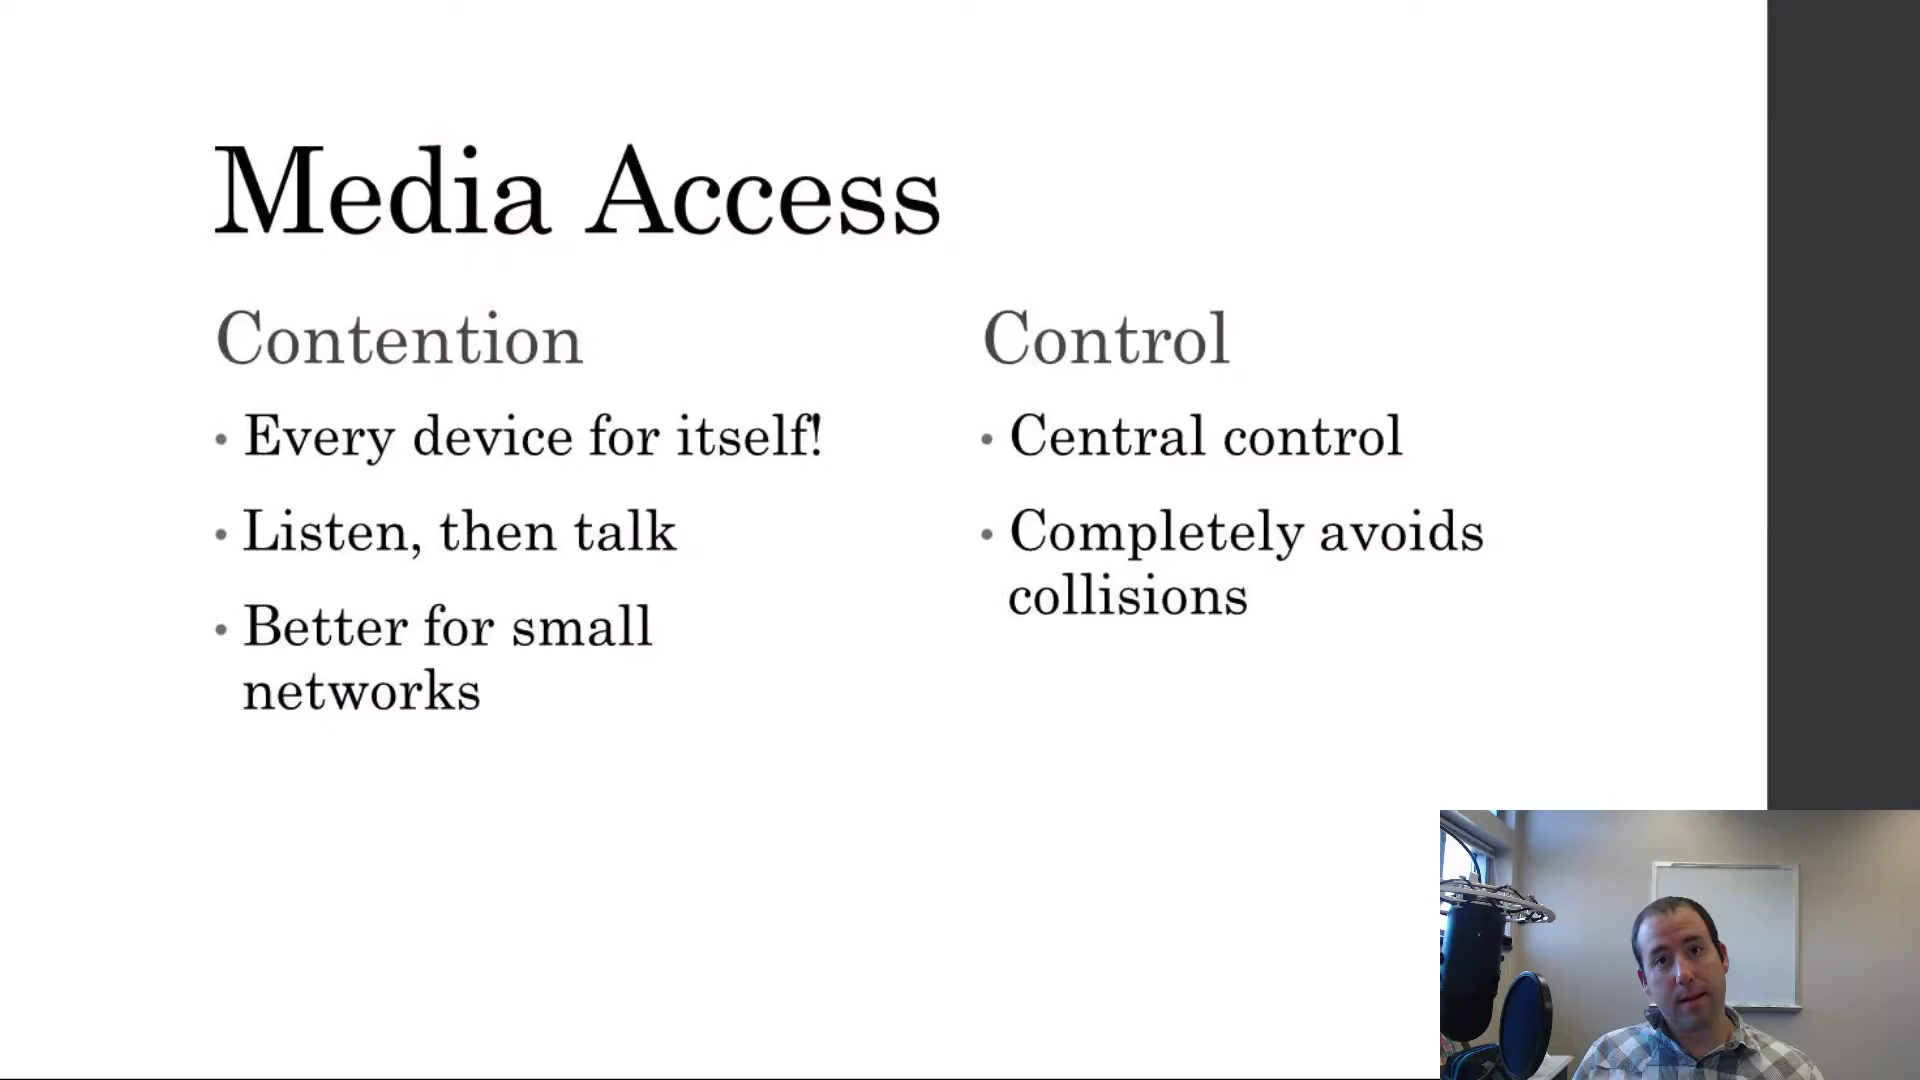 Media Access
Contention
• Every device for itself!
• Listen, then talk
• Better for small
networks
Control
• Central control
• Completely avoids
collisions